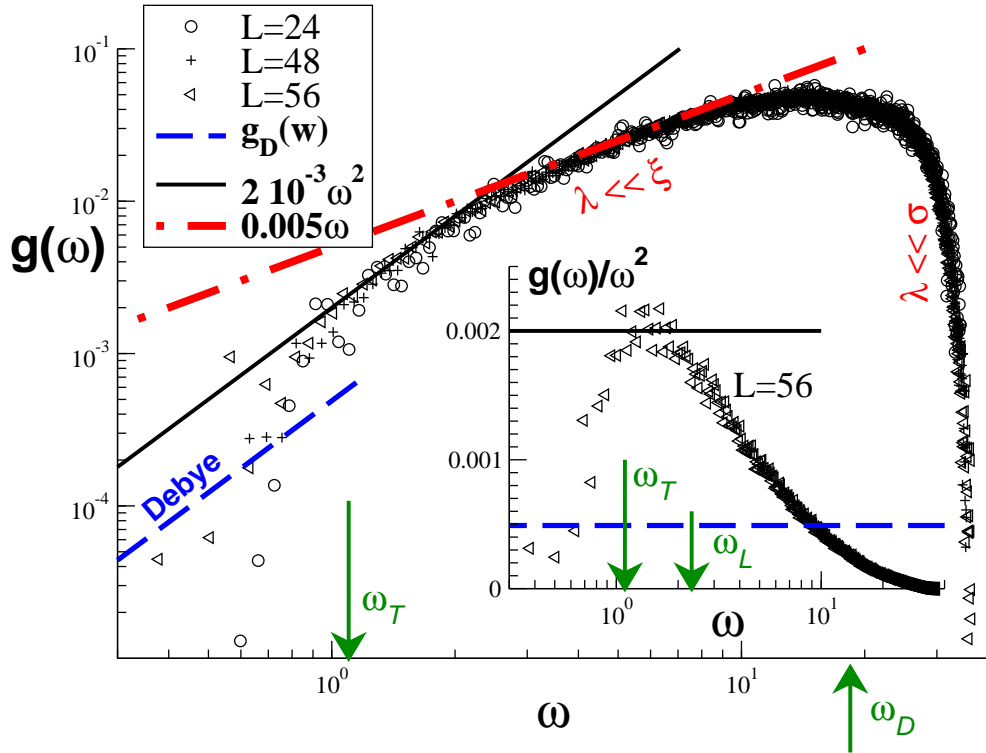 L=24
L=48
L=56
g_D(w)
2 10^-3 ω^2
0.005ω
10^-1
10^-2
10^-3
10^-4
g(ω)
λ <<ξ
λ <<σ
Debye
ω_T
g(ω)/ω^2
0.002
0.001
0
L=56
ω_T
ω_L
10^0
10^1
ω
10^0
10^1
ω
ω_D